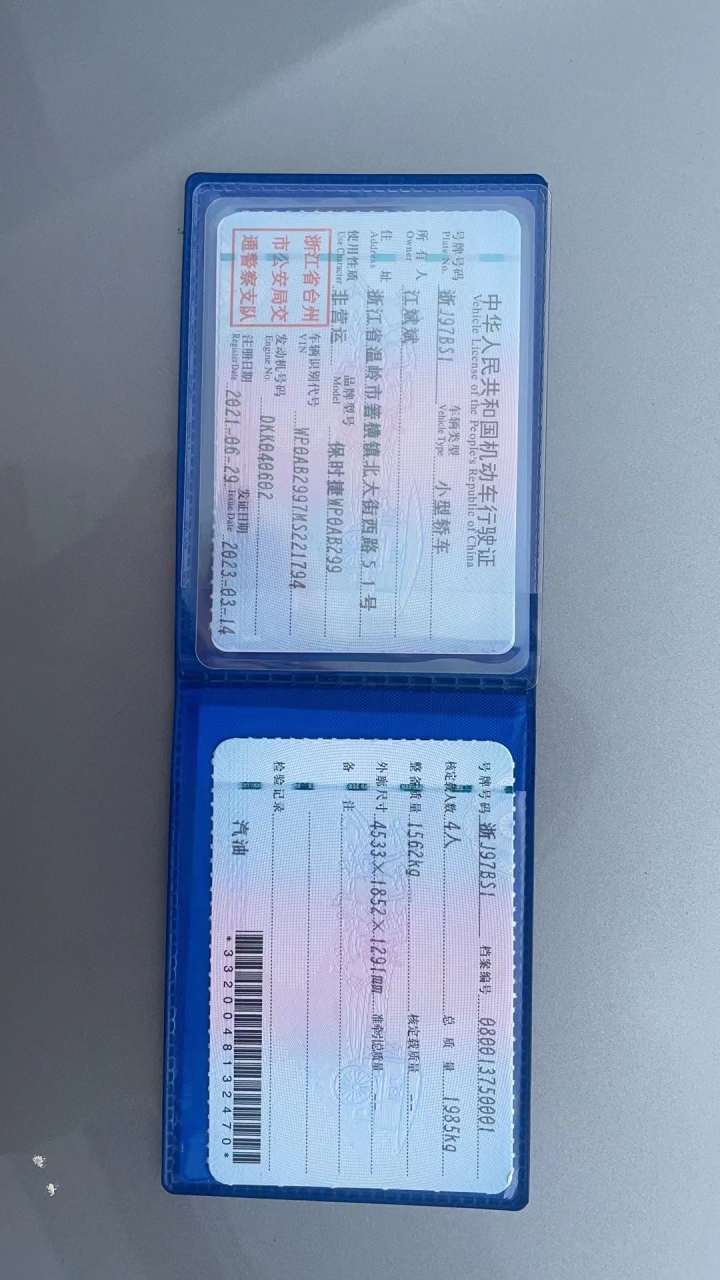 中华人民共和国机动车行驶证
Vehicle License of the People's Republic of China
号牌号码 浙J97BS1 车辆类型 小型轿车
Plate No. Vehicle Type
所有人 江斌斌
Owner
住址 浙江省温岭市箬横镇北大街西路51号
Address
使用性质 非营运 品牌型号 保时捷WP0AB299
Use Character Model
浙江省台州
市公安局交
通警察支队
车辆识别代号 WP0AB2997MS221794
VIN
发动机号码 DKK040602
Engine No.
注册日期 2021-06-29 发证日期 2023-03-14
Register Date Issue Date
号牌号码 浙J97BS1 档案编号 080013750001
核定载人数 4人 总质量 1985kg
整备质量 1562kg 核定载质量 --
外廓尺寸 4533×1852×1291mm 准牵引总质量 --
备注
检验记录
汽油
*3320048132470*